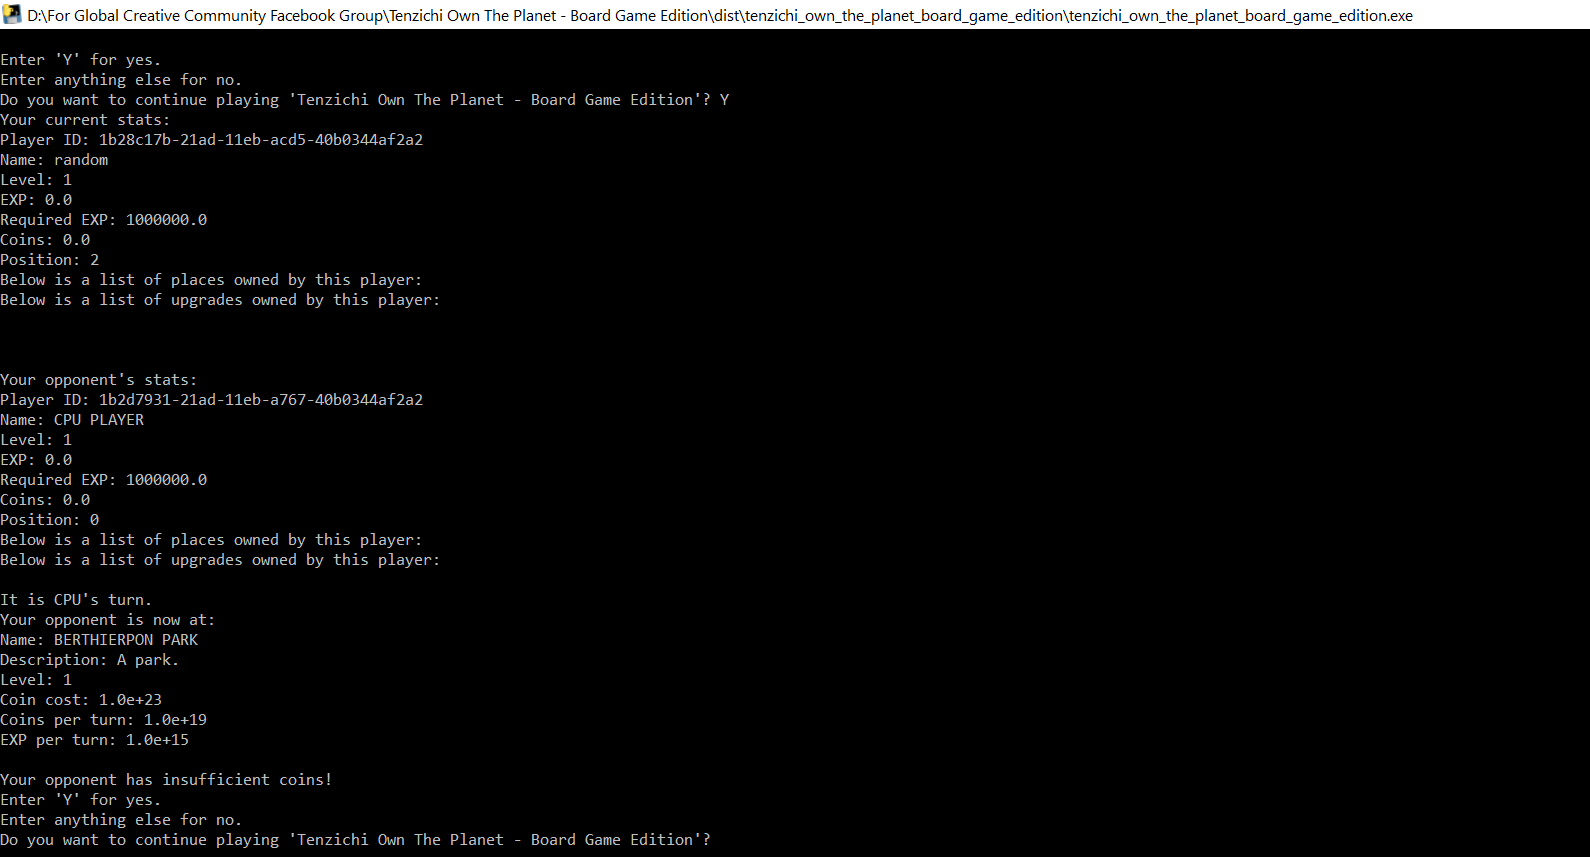 D:\For Global Creative Community Facebook Group\Tenzichi Own The Planet - Board Game Edition\dist\tenzichi_own_the_planet_board_game_edition\tenzichi_own_the_planet_board_game_edition.exe
Enter 'Y' for yes.
Enter anything else for no.
Do you want to continue playing 'Tenzichi Own The Planet - Board Game Edition'? Y
Your current stats:
Player ID: 1b28c17b-21ad-11eb-acd5-40b0344af2a2
Name: random
Level: 1
EXP: 0.0
Required EXP: 1000000.0
Coins: 0.0
Position: 2
Below is a list of places owned by this player:
Below is a list of upgrades owned by this player:
Your opponent's stats:
Player ID: 1b2d7931-21ad-11eb-a767-40b0344af2a2
Name: CPU PLAYER
Level: 1
EXP: 0.0
Required EXP: 1000000.0
Coins: 0.0
Position: 0
Below is a list of places owned by this player:
Below is a list of upgrades owned by this player:
It is CPU's turn.
Your opponent is now at:
Name: BERTHIERPON PARK
Description: A park.
Level: 1
Coin cost: 1.0e+23
Coins per turn: 1.0e+19
EXP per turn: 1.0e+15
Your opponent has insufficient coins!
Enter 'Y' for yes.
Enter anything else for no.
Do you want to continue playing 'Tenzichi Own The Planet - Board Game Edition'?